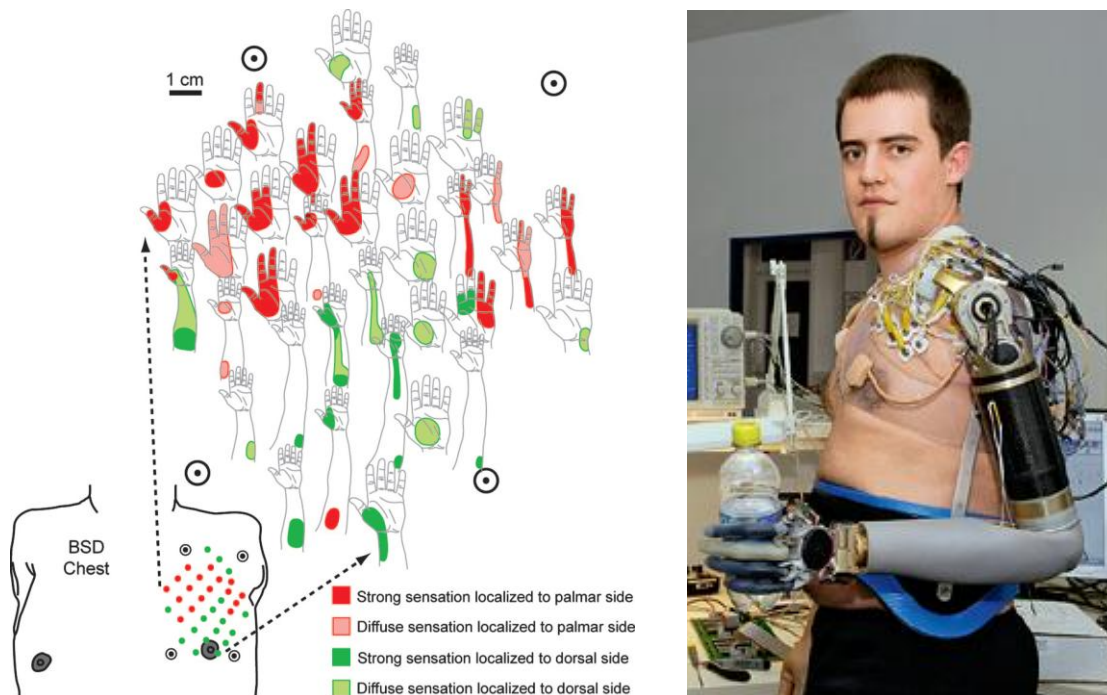 1 cm
BSD
Chest
Strong sensation localized to palmar side
Diffuse sensation localized to palmar side
Strong sensation localized to dorsal side
Diffuse sensation localized to dorsal side